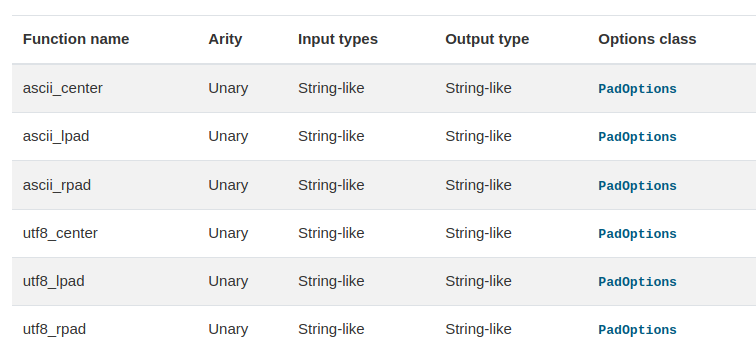 Function name Arity Input types Output type Options class
ascii_center Unary String-like String-like PadOptions
ascii_lpad Unary String-like String-like PadOptions
ascii_rpad Unary String-like String-like PadOptions
utf8_center Unary String-like String-like PadOptions
utf8_lpad Unary String-like String-like PadOptions
utf8_rpad Unary String-like String-like PadOptions